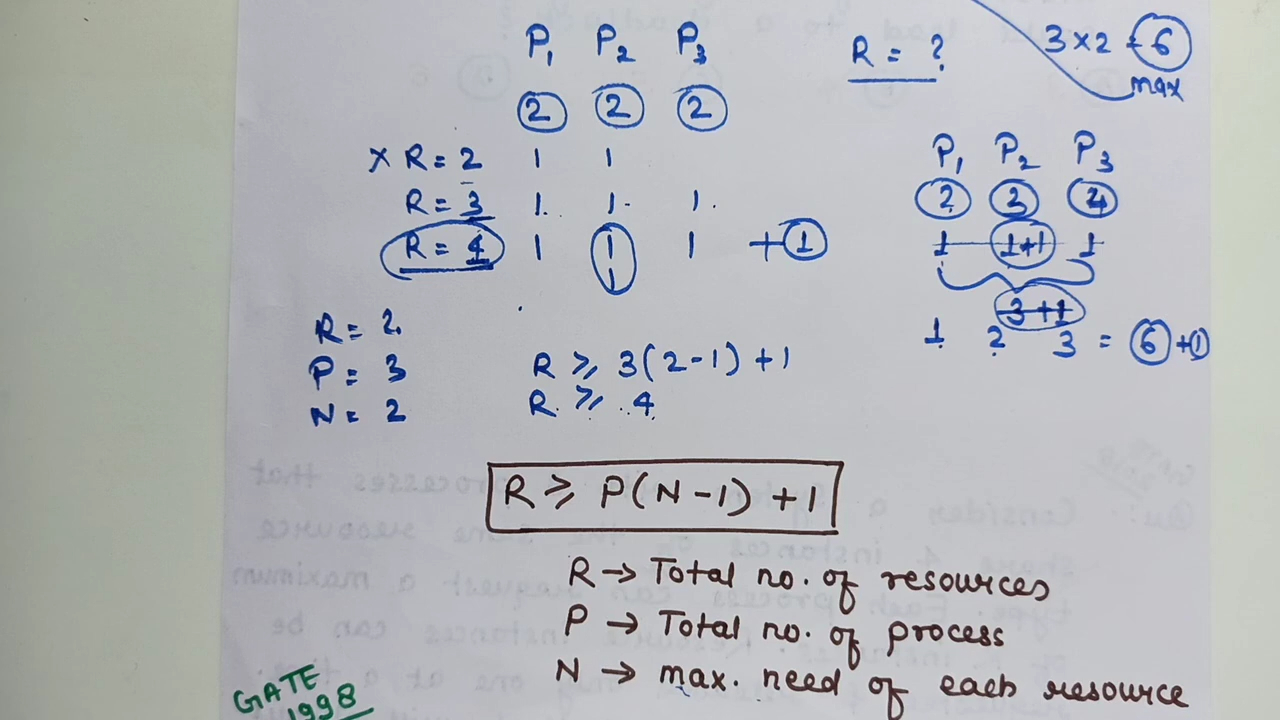 P1 P2 P3
R = ?
3 x 2 = 6
max
2 2 2
x R = 2 1 1
R = 3 1 1 1
R = 4 1 1 1 + 1
1
P1 P2 P3
2 3
1 1+1 1
3+1
1 2 3 = 6 +1
R = 2
P = 3
N = 2
R ≥ 3(2-1) + 1
R ≥ 4
R ≥ P(N-1) + 1
R → Total no. of resources
P → Total no. of process
N → max. need of each resource
GATE
1998